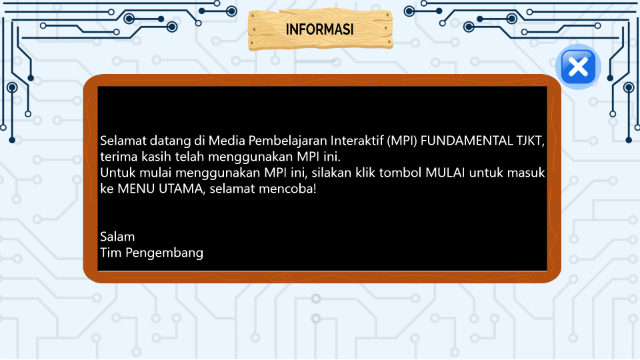 INFORMASI
Selamat datang di Media Pembelajaran Interaktif (MPI) FUNDAMENTAL TJKT,
terima kasih telah menggunakan MPI ini.
Untuk mulai menggunakan MPI ini, silakan klik tombol MULAI untuk masuk
ke MENU UTAMA, selamat mencoba!
Salam
Tim Pengembang